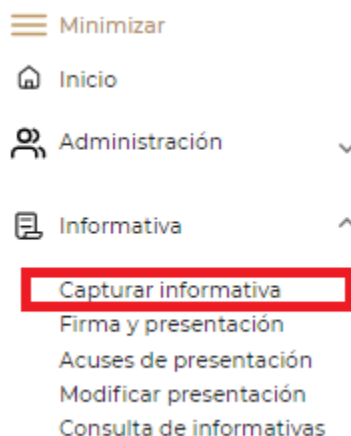 Minimizar
Inicio
Administración
Informativa
Capturar informativa
Firma y presentación
Acuses de presentación
Modificar presentación
Consulta de informativas